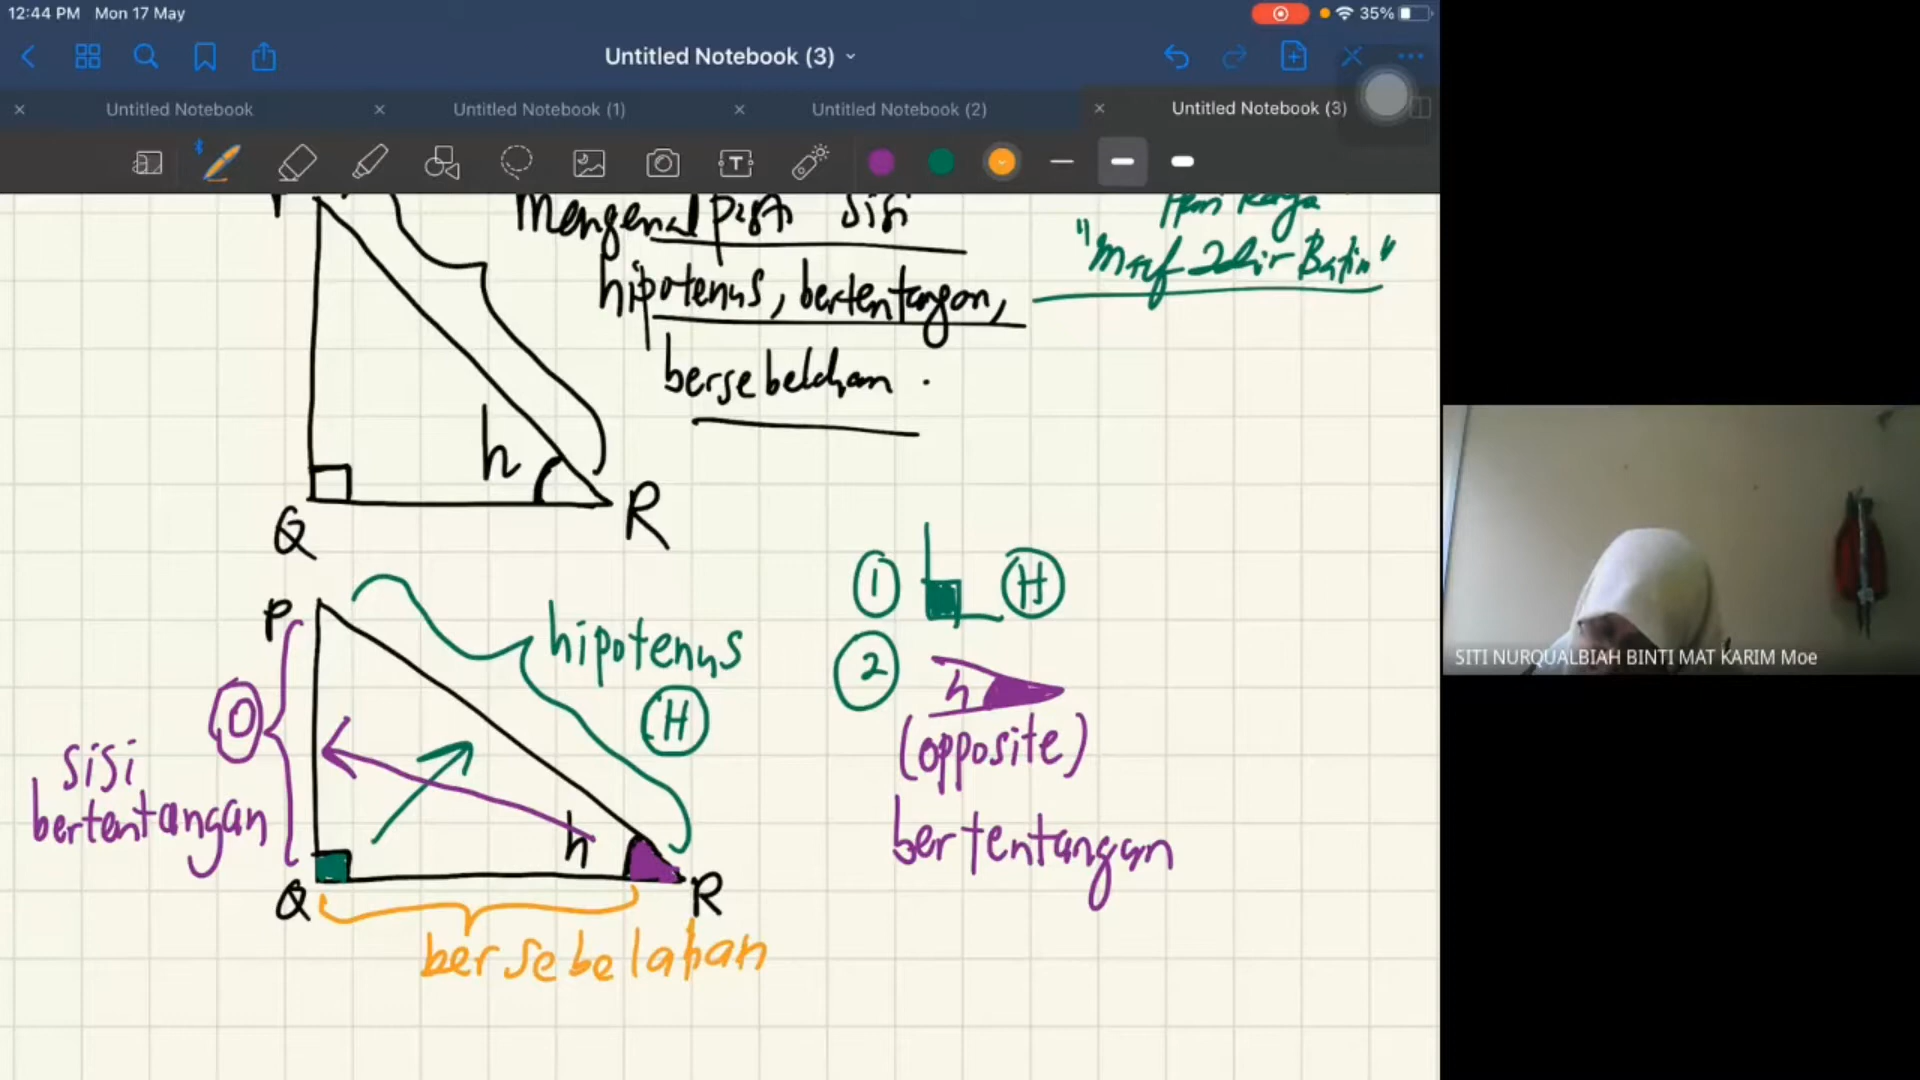 12:44 PM Mon 17 May
35%
Untitled Notebook (3)
Untitled Notebook
Untitled Notebook (1)
Untitled Notebook (2)
Untitled Notebook (3)
T
sisi
hipotenus, bertentangan,
bersebelahan .
"Maaf Zahir Batin"
h
Q
R
1
H
2
h
(opposite)
bertentangan
P
hipotenus
H
O
sisi
bertentangan
h
Q
R
bersebelahan
SITI NURQUALBIAH BINTI MAT KARIM Moe